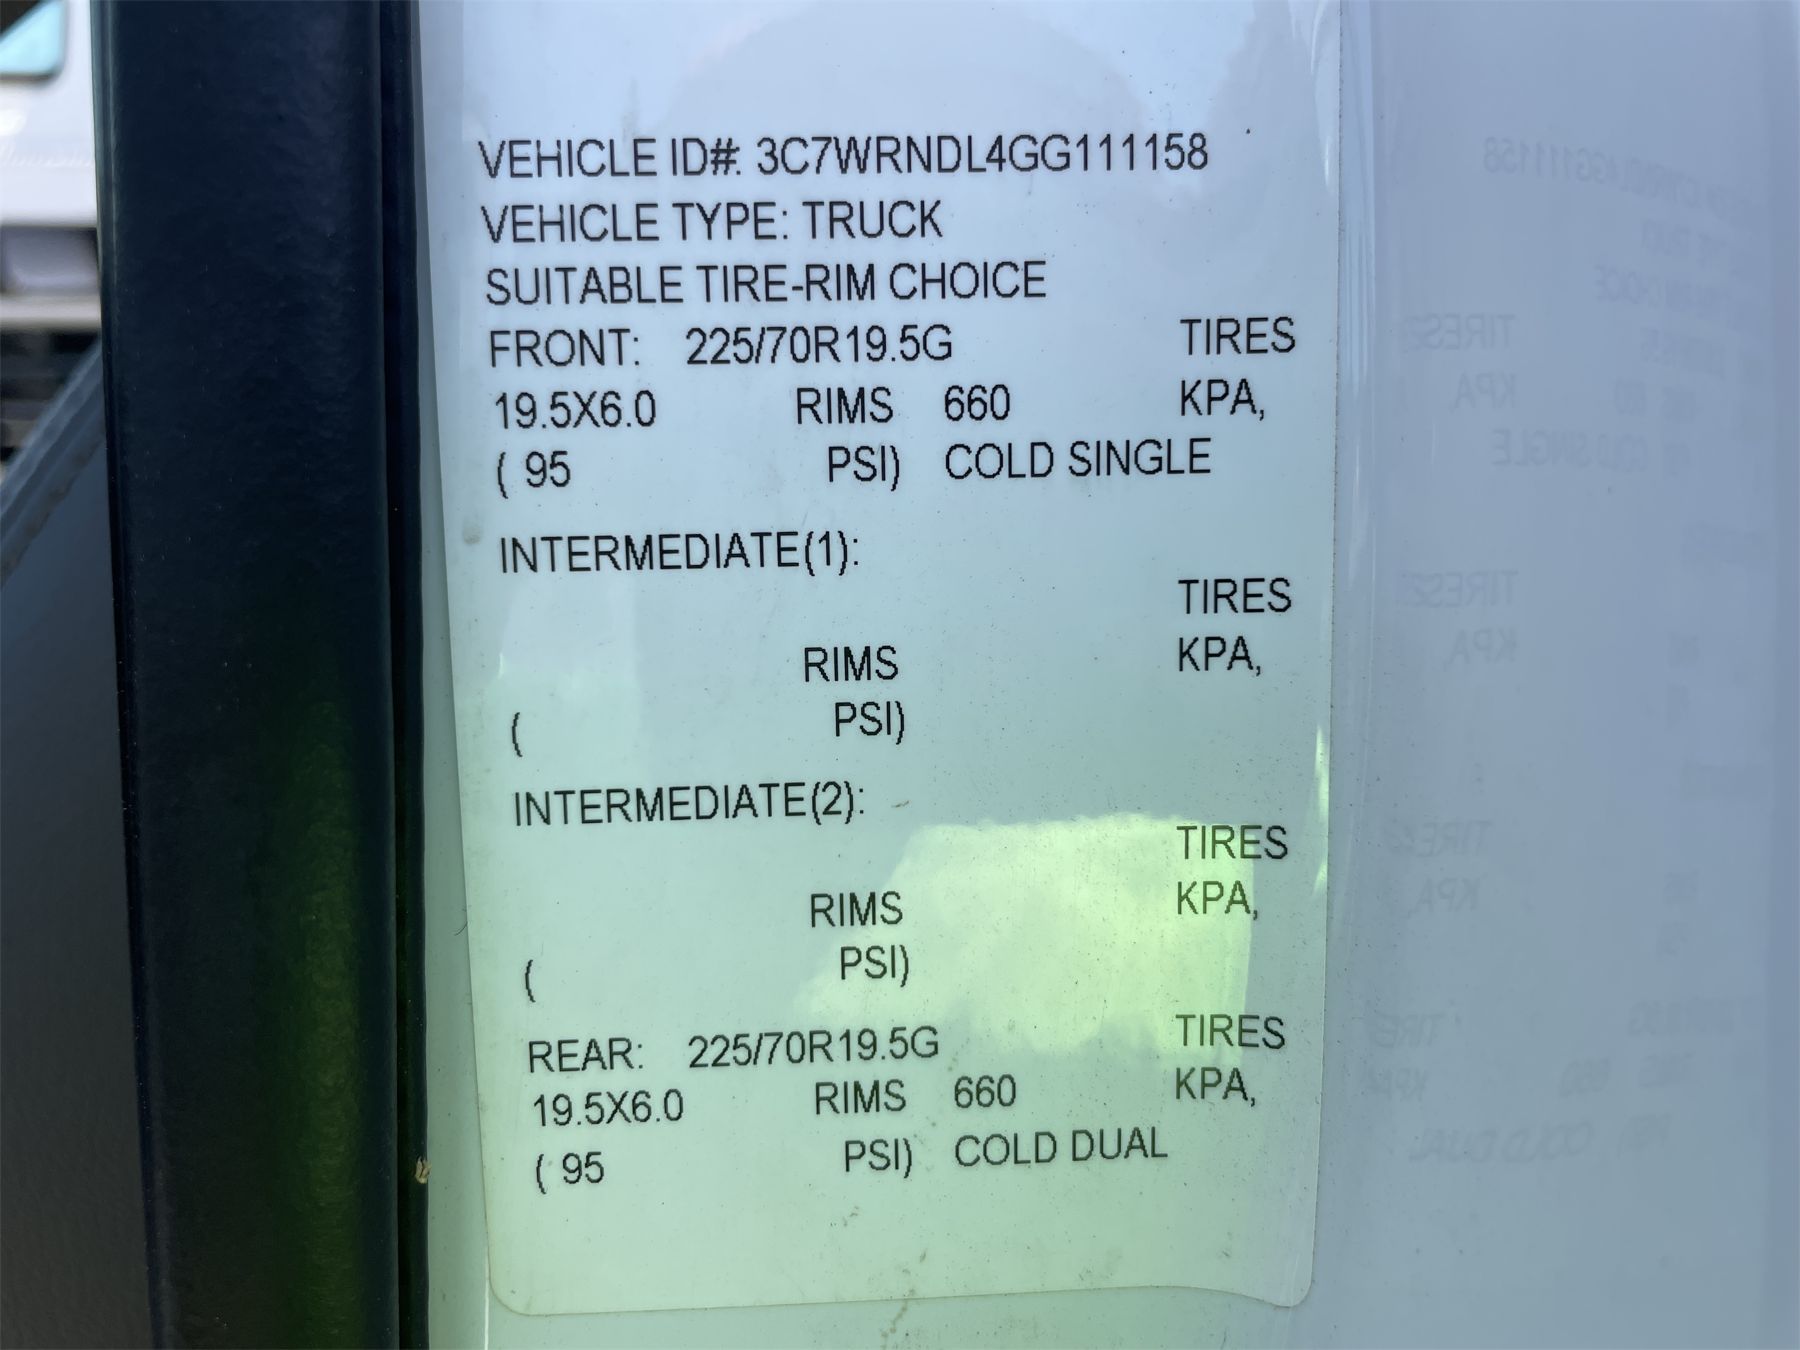 VEHICLE ID#: 3C7WRNDL4GG111158
VEHICLE TYPE: TRUCK
SUITABLE TIRE-RIM CHOICE
FRONT: 225/70R19.5G TIRES
19.5X6.0 RIMS 660 KPA,
( 95 PSI) COLD SINGLE
INTERMEDIATE(1):
TIRES
RIMS KPA,
( PSI)
INTERMEDIATE(2):
TIRES
RIMS KPA,
( PSI)
REAR: 225/70R19.5G TIRES
19.5X6.0 RIMS 660 KPA,
( 95 PSI) COLD DUAL